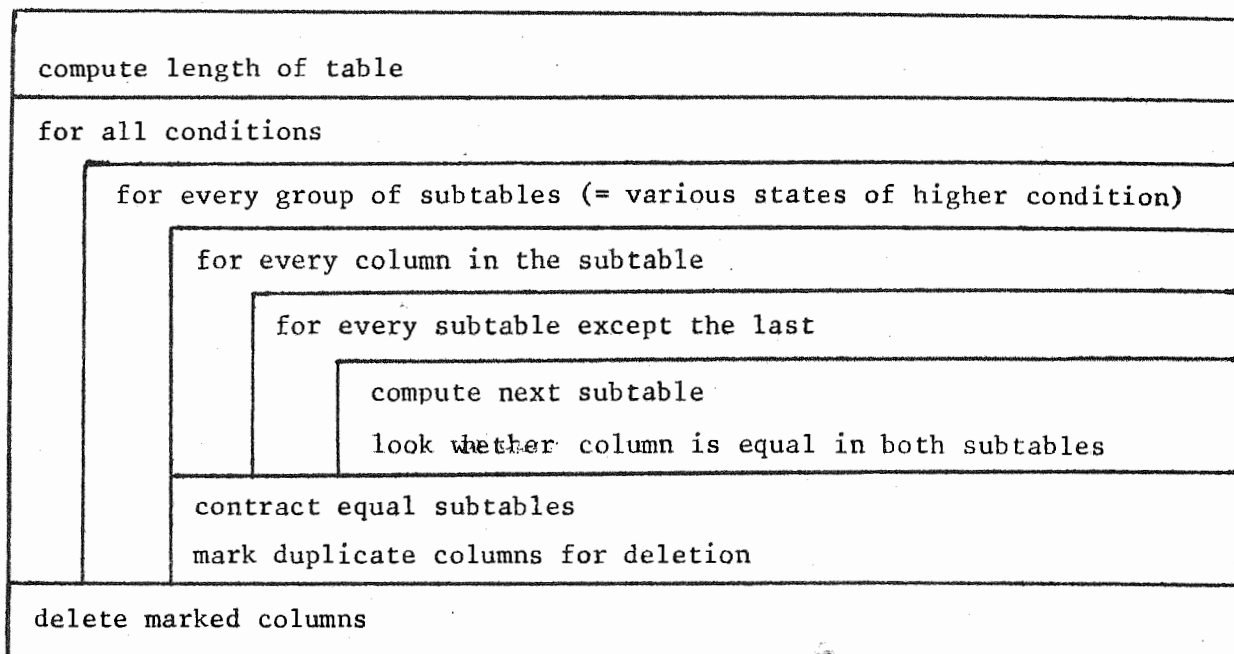 compute length of table
for all conditions
for every group of subtables (= various states of higher condition)
for every column in the subtable
for every subtable except the last
compute next subtable
look whether column is equal in both subtables
contract equal subtables
mark duplicate columns for deletion
delete marked columns